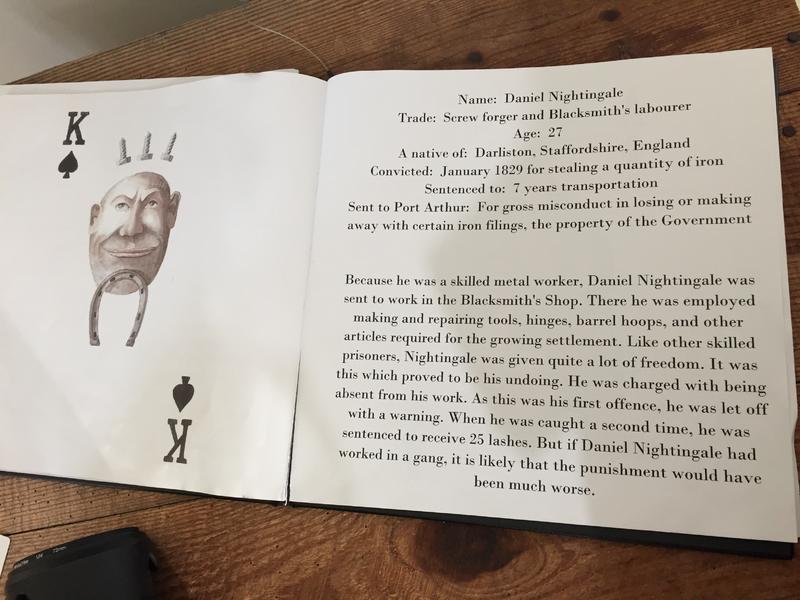 K
K
Name: Daniel Nightingale
Trade: Screw forger and Blacksmith's labourer
Age: 27
A native of: Darliston, Staffordshire, England
Convicted: January 1829 for stealing a quantity of iron
Sentenced to: 7 years transportation
Sent to Port Arthur: For gross misconduct in losing or making
away with certain iron filings, the property of the Government
Because he was a skilled metal worker, Daniel Nightingale was
sent to work in the Blacksmith's Shop. There he was employed
making and repairing tools, hinges, barrel hoops, and other
articles required for the growing settlement. Like other skilled
prisoners, Nightingale was given quite a lot of freedom. It was
this which proved to be his undoing. He was charged with being
absent from his work. As this was his first offence, he was let off
with a warning. When he was caught a second time, he was
sentenced to receive 25 lashes. But if Daniel Nightingale had
worked in a gang, it is likely that the punishment would have
been much worse.
UV 72mm